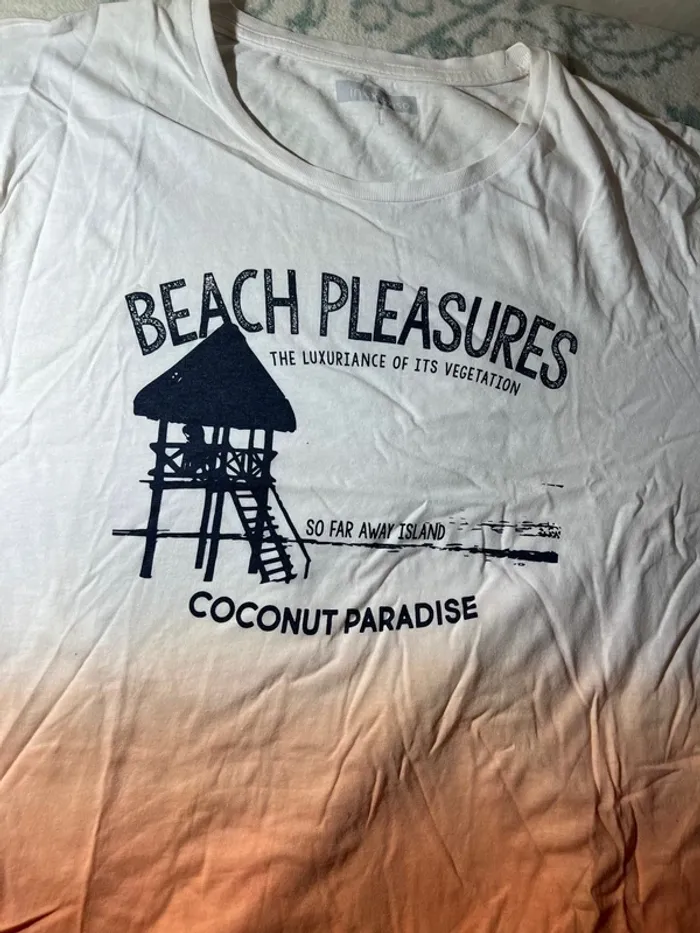 BEACH PLEASURES
THE LUXURIANCE OF ITS VEGETATION
SO FAR AWAY ISLAND
COCONUT PARADISE